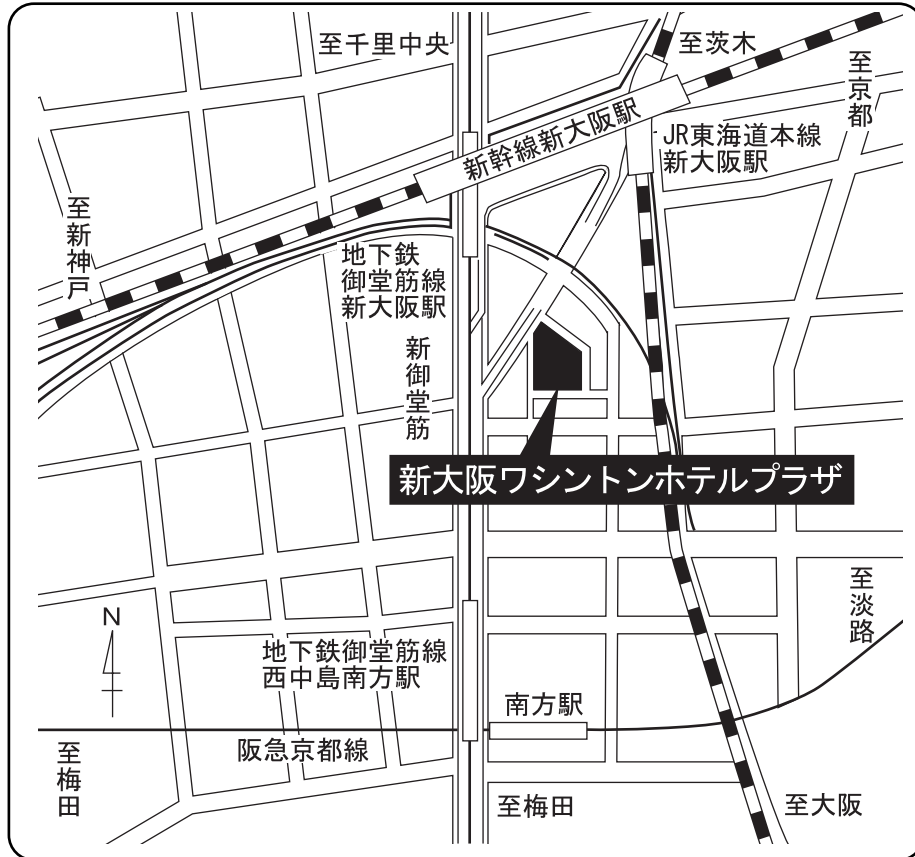 至千里中央
至茨木
至京都
新幹線新大阪駅
JR東海道本線
新大阪駅
至新神戸
地下鉄
御堂筋線
新大阪駅
新御堂筋
新大阪ワシントンホテルプラザ
至淡路
N
地下鉄御堂筋線
西中島南方駅
南方駅
阪急京都線
至梅田
至梅田
至大阪